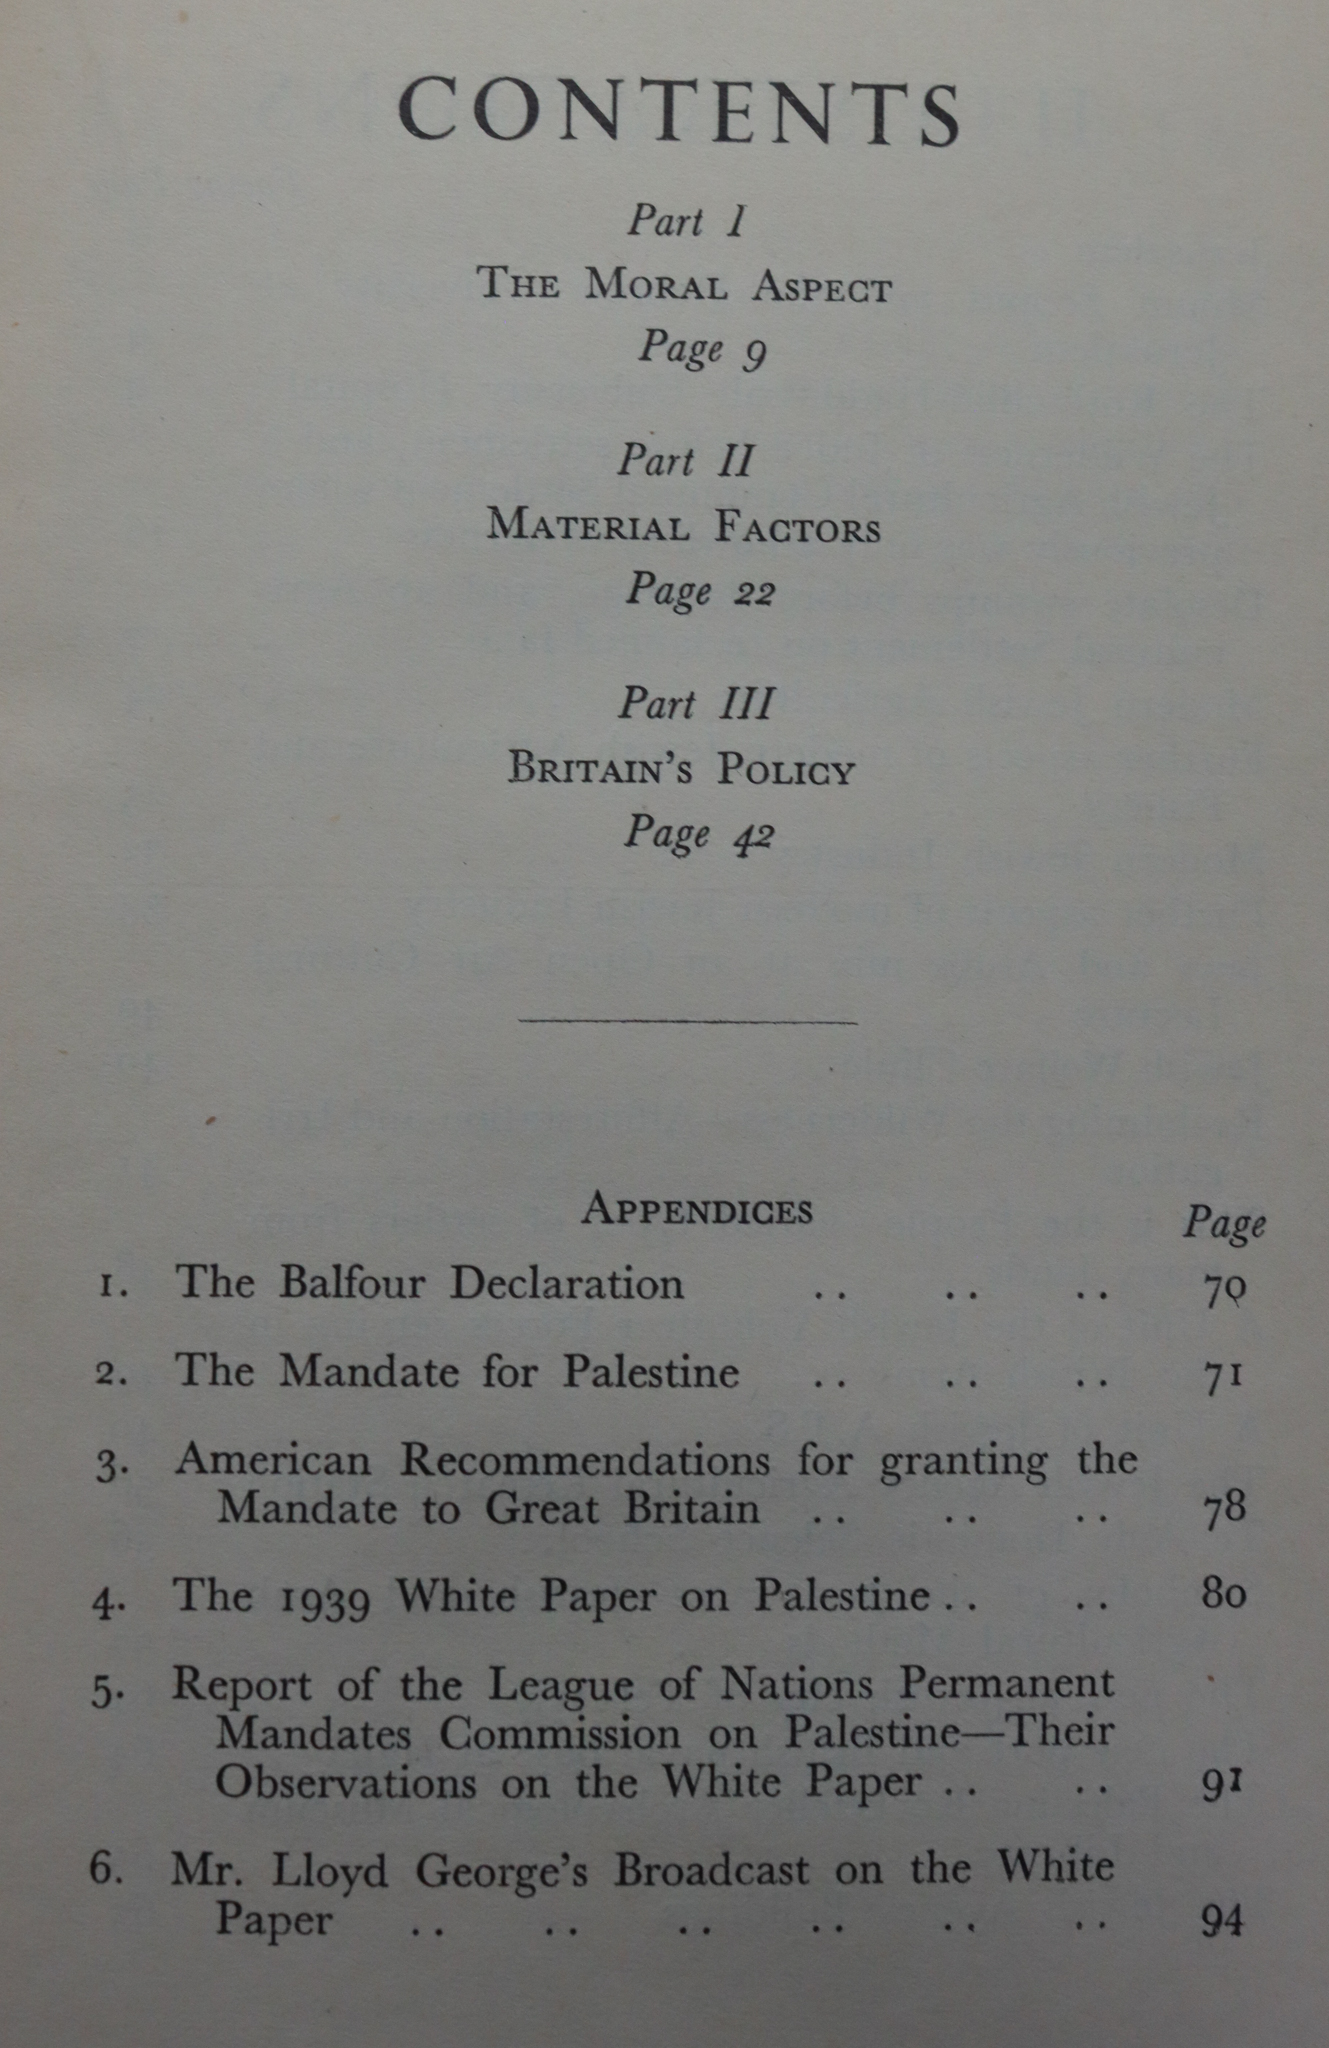 CONTENTS
Part I
The Moral Aspect
Page 9
Part II
Material Factors
Page 22
Part III
Britain's Policy
Page 42
Appendices
Page
1. The Balfour Declaration .. .. .. 70
2. The Mandate for Palestine .. .. .. 71
3. American Recommendations for granting the
Mandate to Great Britain .. .. .. 78
4. The 1939 White Paper on Palestine .. .. 80
5. Report of the League of Nations Permanent
Mandates Commission on Palestine—Their
Observations on the White Paper .. .. 91
6. Mr. Lloyd George's Broadcast on the White
Paper .. .. .. .. .. .. 94